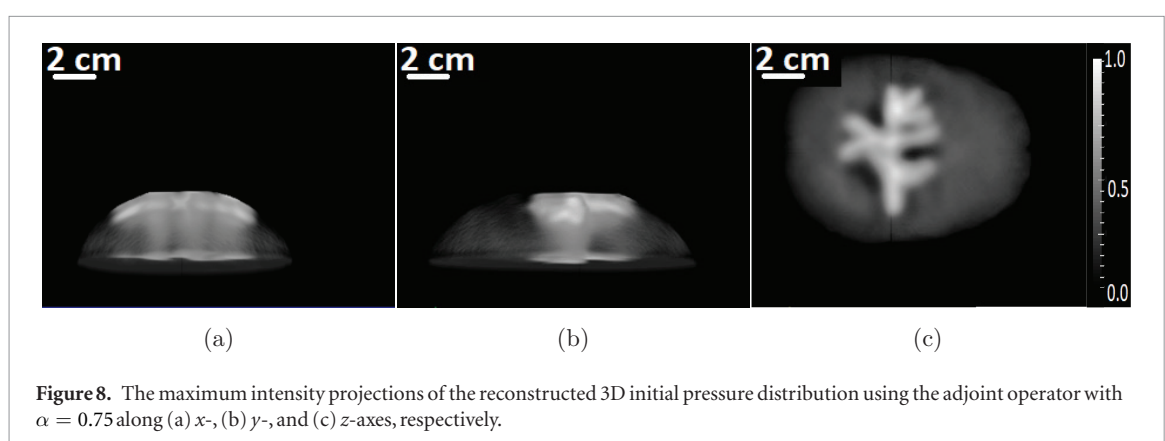 2 cm
2 cm
2 cm
1.0
0.5
0.0
(a)
(b)
(c)
Figure 8. The maximum intensity projections of the reconstructed 3D initial pressure distribution using the adjoint operator with
α = 0.75 along (a) x-, (b) y-, and (c) z-axes, respectively.